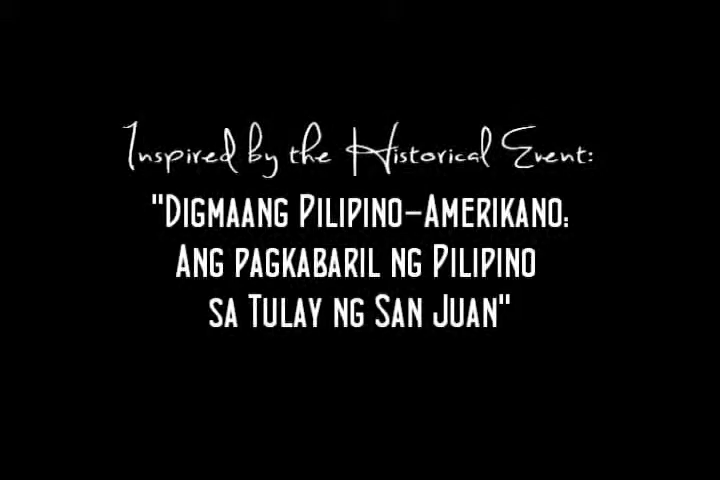 Inspired by the Historical Event:
"Digmaang Pilipino-Amerikano:
Ang pagkabaril ng Pilipino
sa Tulay ng San Juan"